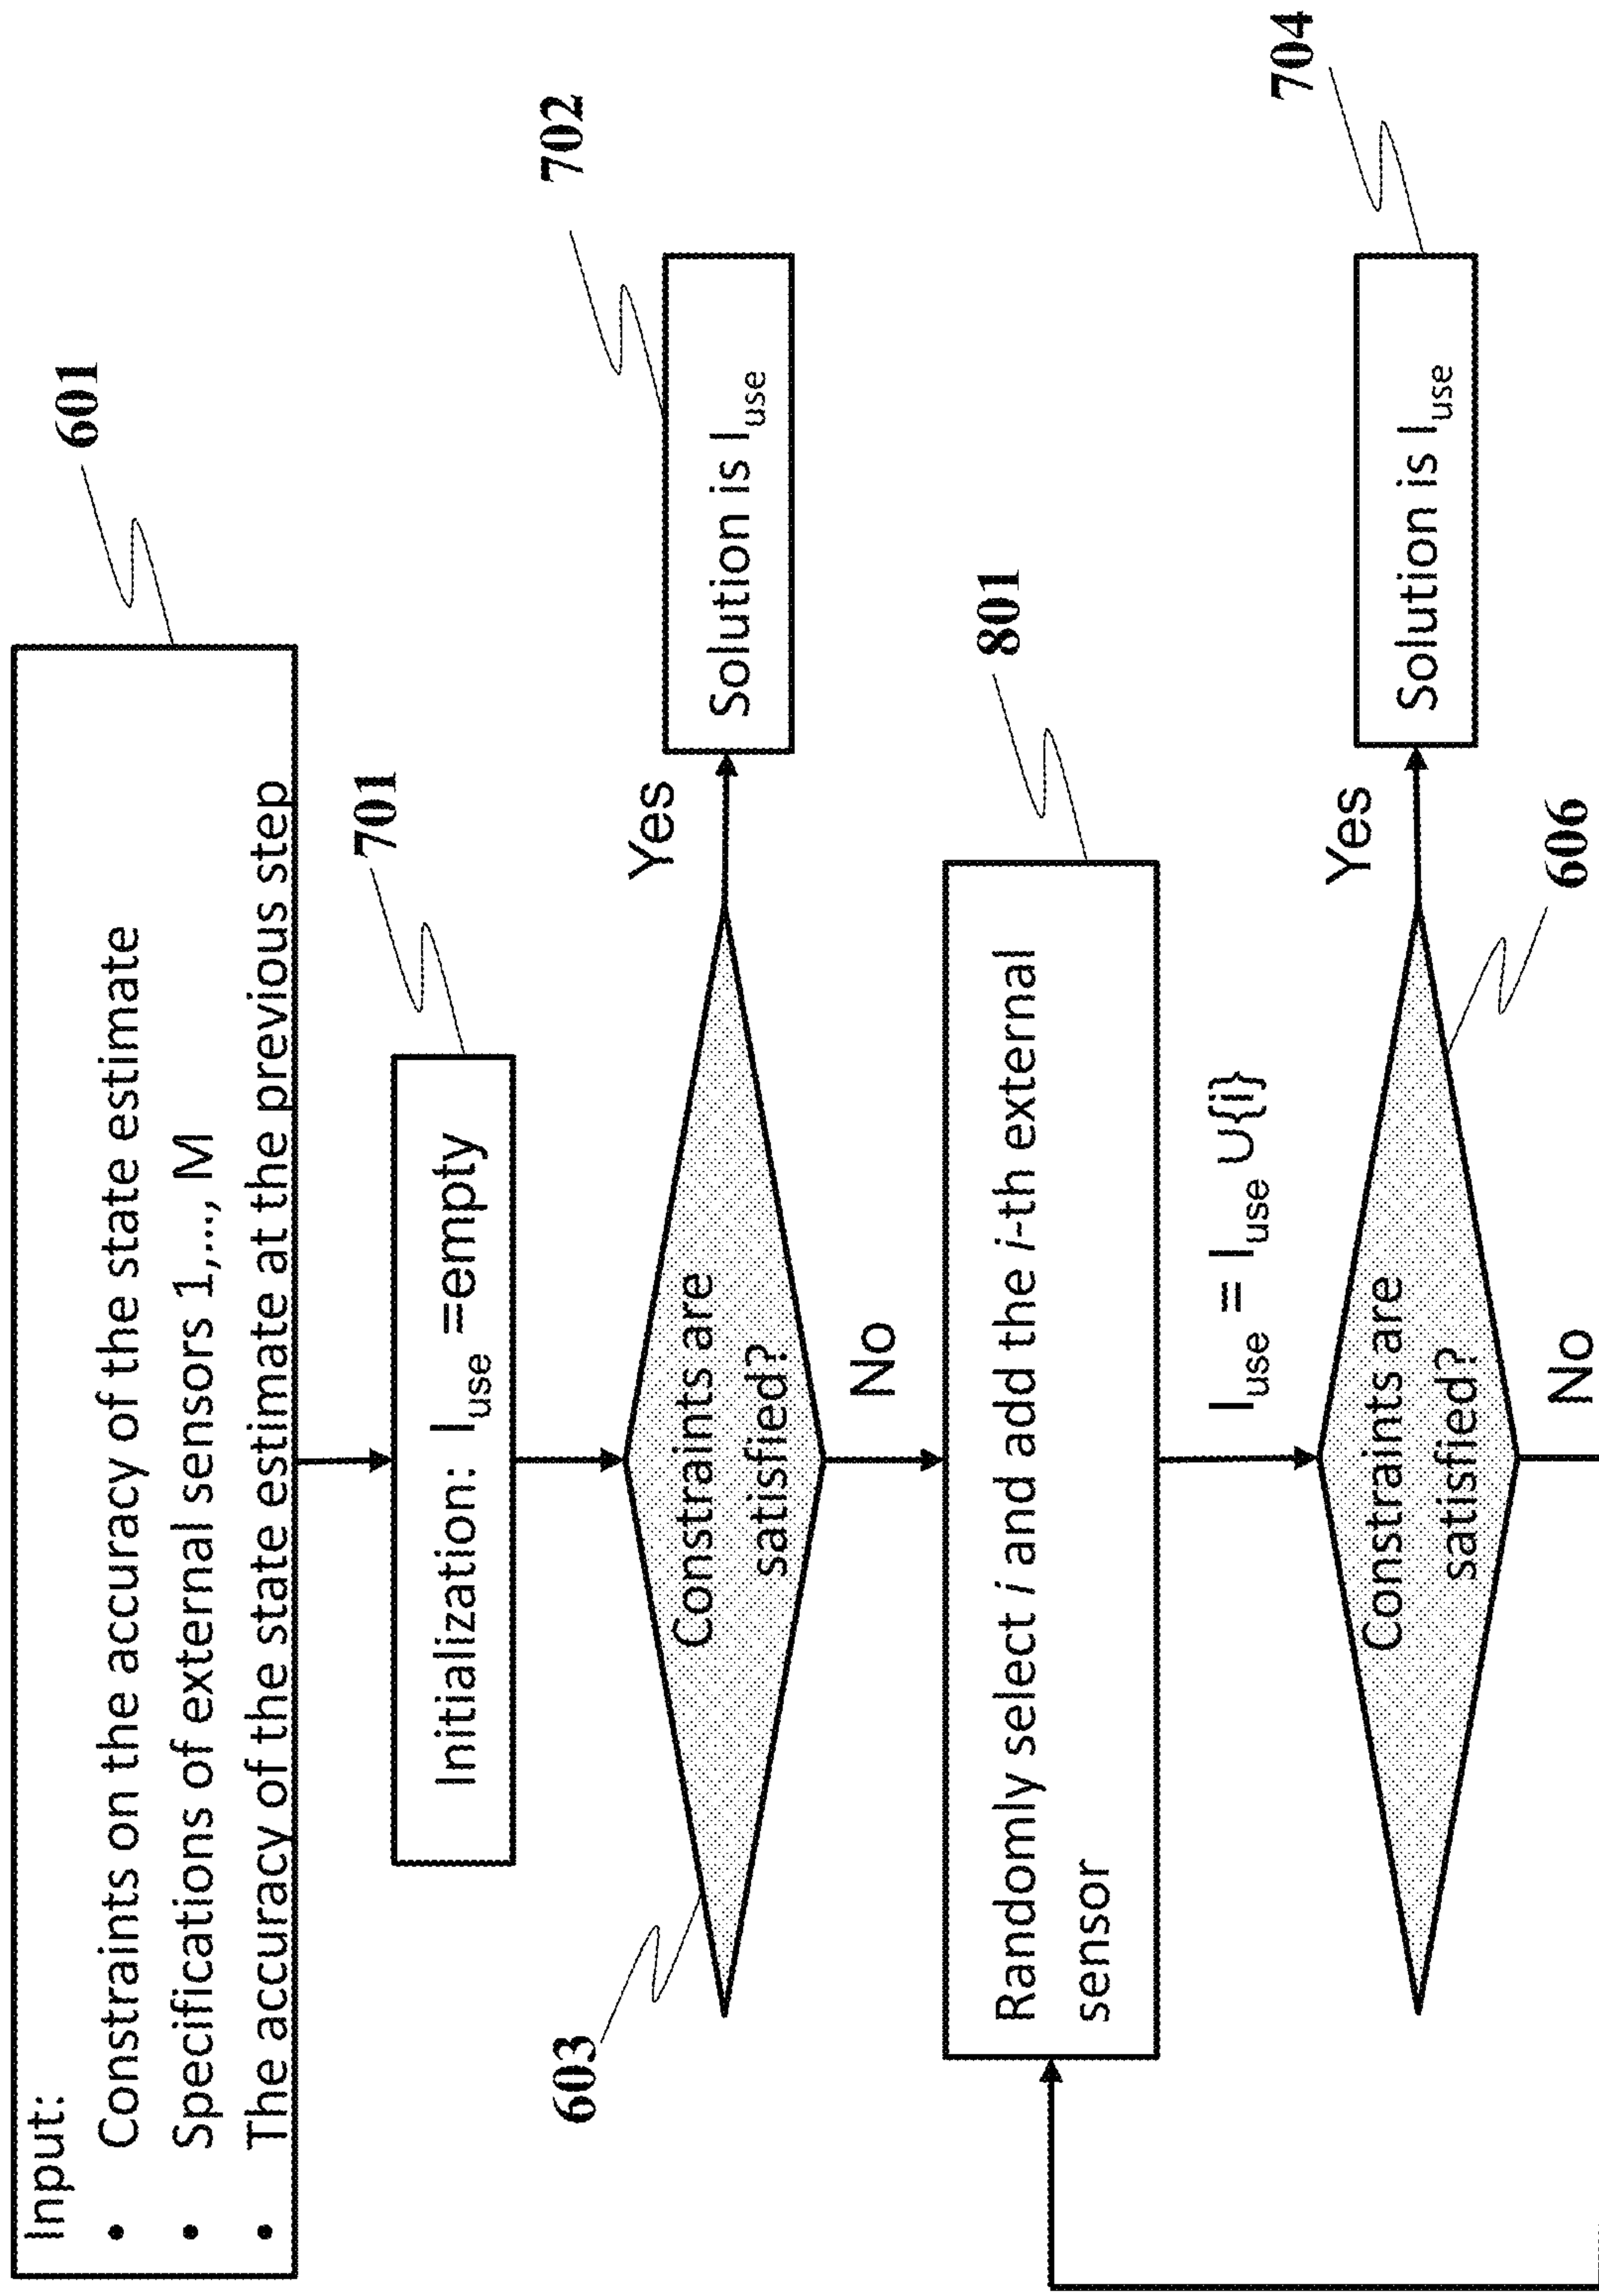 Input:
• Constraints on the accuracy of the state estimate
• Specifications of external sensors 1,..., M
• The accuracy of the state estimate at the previous step
601
Initialization: Iuse =empty
701
Constraints are
satisfied?
603
Yes
Solution is Iuse
702
No
Randomly select i and add the i-th external
sensor
801
Iuse = Iuse ∪{i}
Constraints are
satisfied?
606
Yes
Solution is Iuse
704
No